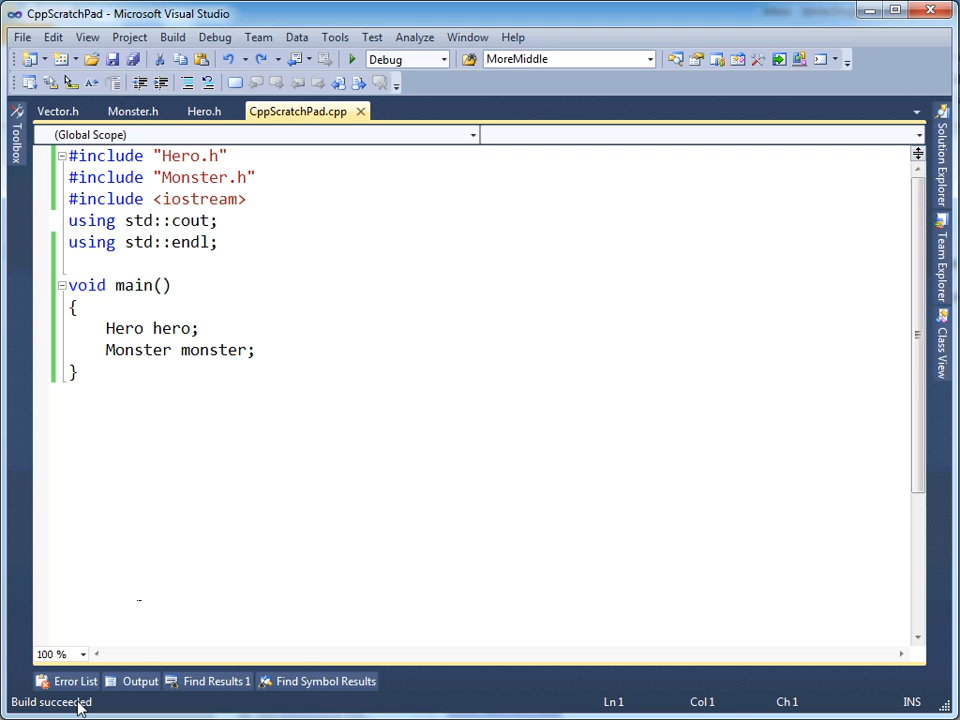 CppScratchPad - Microsoft Visual Studio
File Edit View Project Build Debug Team Data Tools Test Analyze Window Help
Debug MoreMiddle
Vector.h Monster.h Hero.h CppScratchPad.cpp
Toolbox
(Global Scope)
#include "Hero.h"
#include "Monster.h"
#include <iostream>
using std::cout;
using std::endl;
void main()
{
Hero hero;
Monster monster;
}
Solution Explorer
Team Explorer
Class View
100 %
Error List Output Find Results 1 Find Symbol Results
Build succeeded Ln 1 Col 1 Ch 1 INS